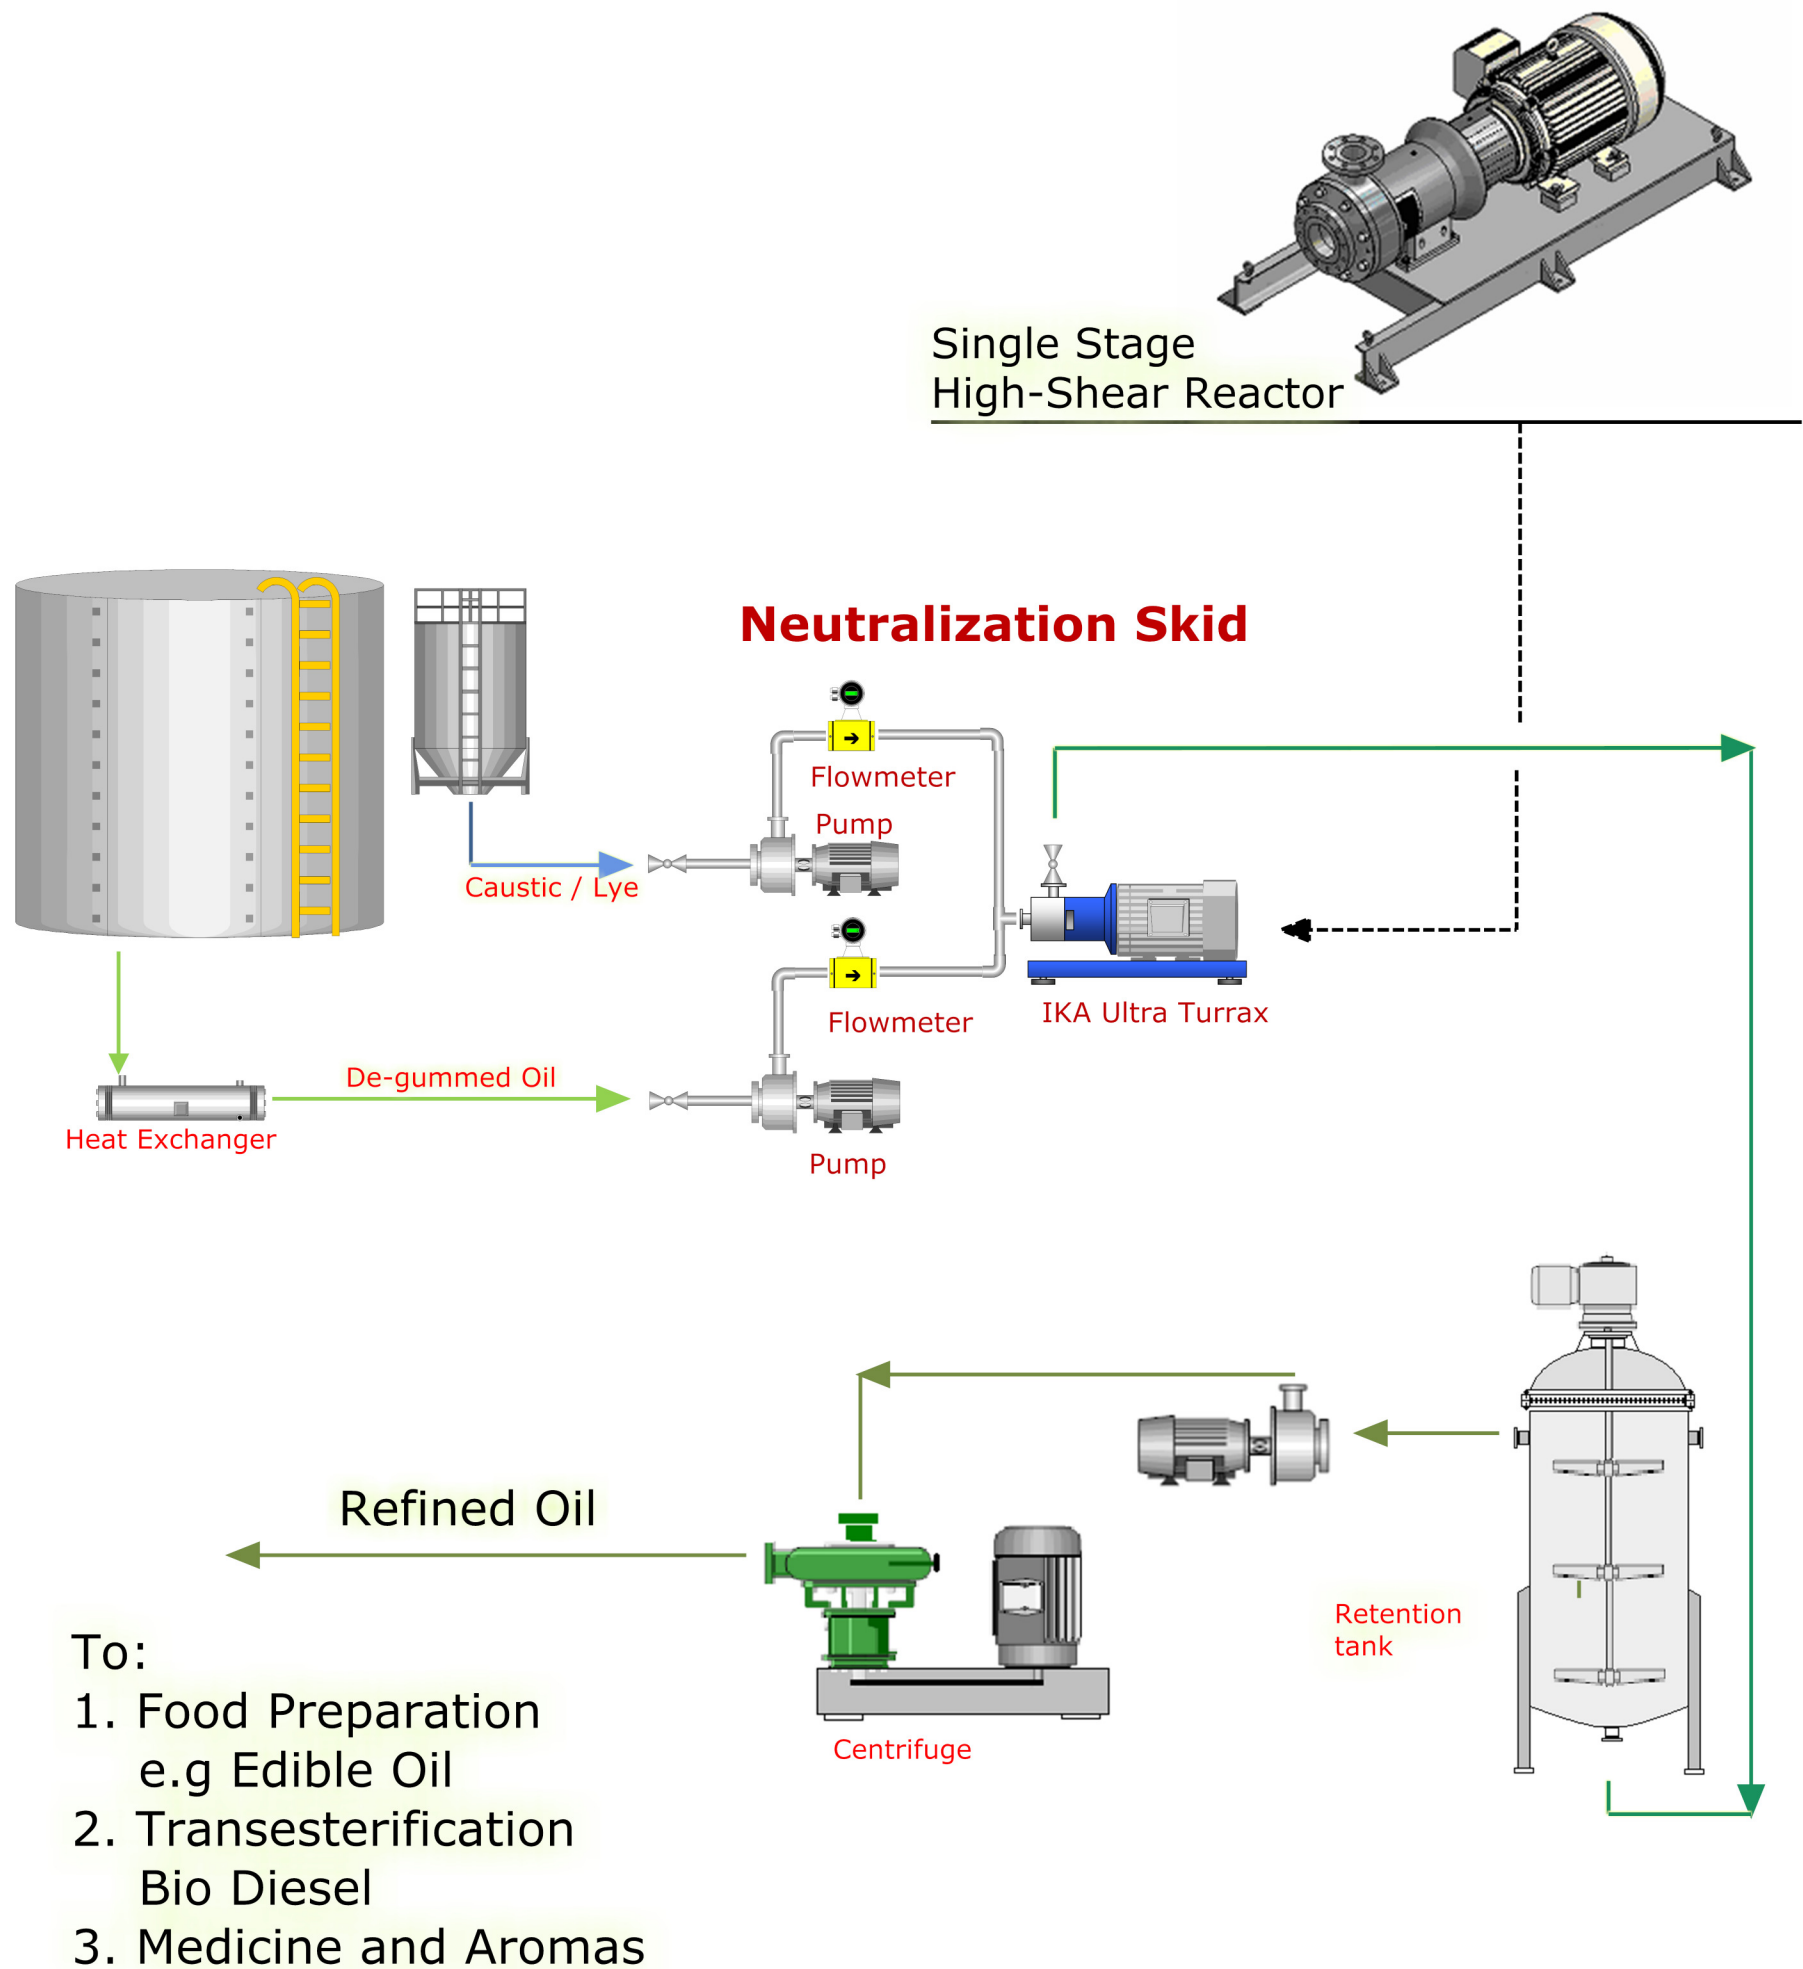 Single Stage
High-Shear Reactor
Neutralization Skid
Flowmeter
Pump
Caustic / Lye
Flowmeter
IKA Ultra Turrax
De-gummed Oil
Heat Exchanger
Pump
Refined Oil
Retention
tank
Centrifuge
To:
1. Food Preparation
e.g Edible Oil
2. Transesterification
Bio Diesel
3. Medicine and Aromas